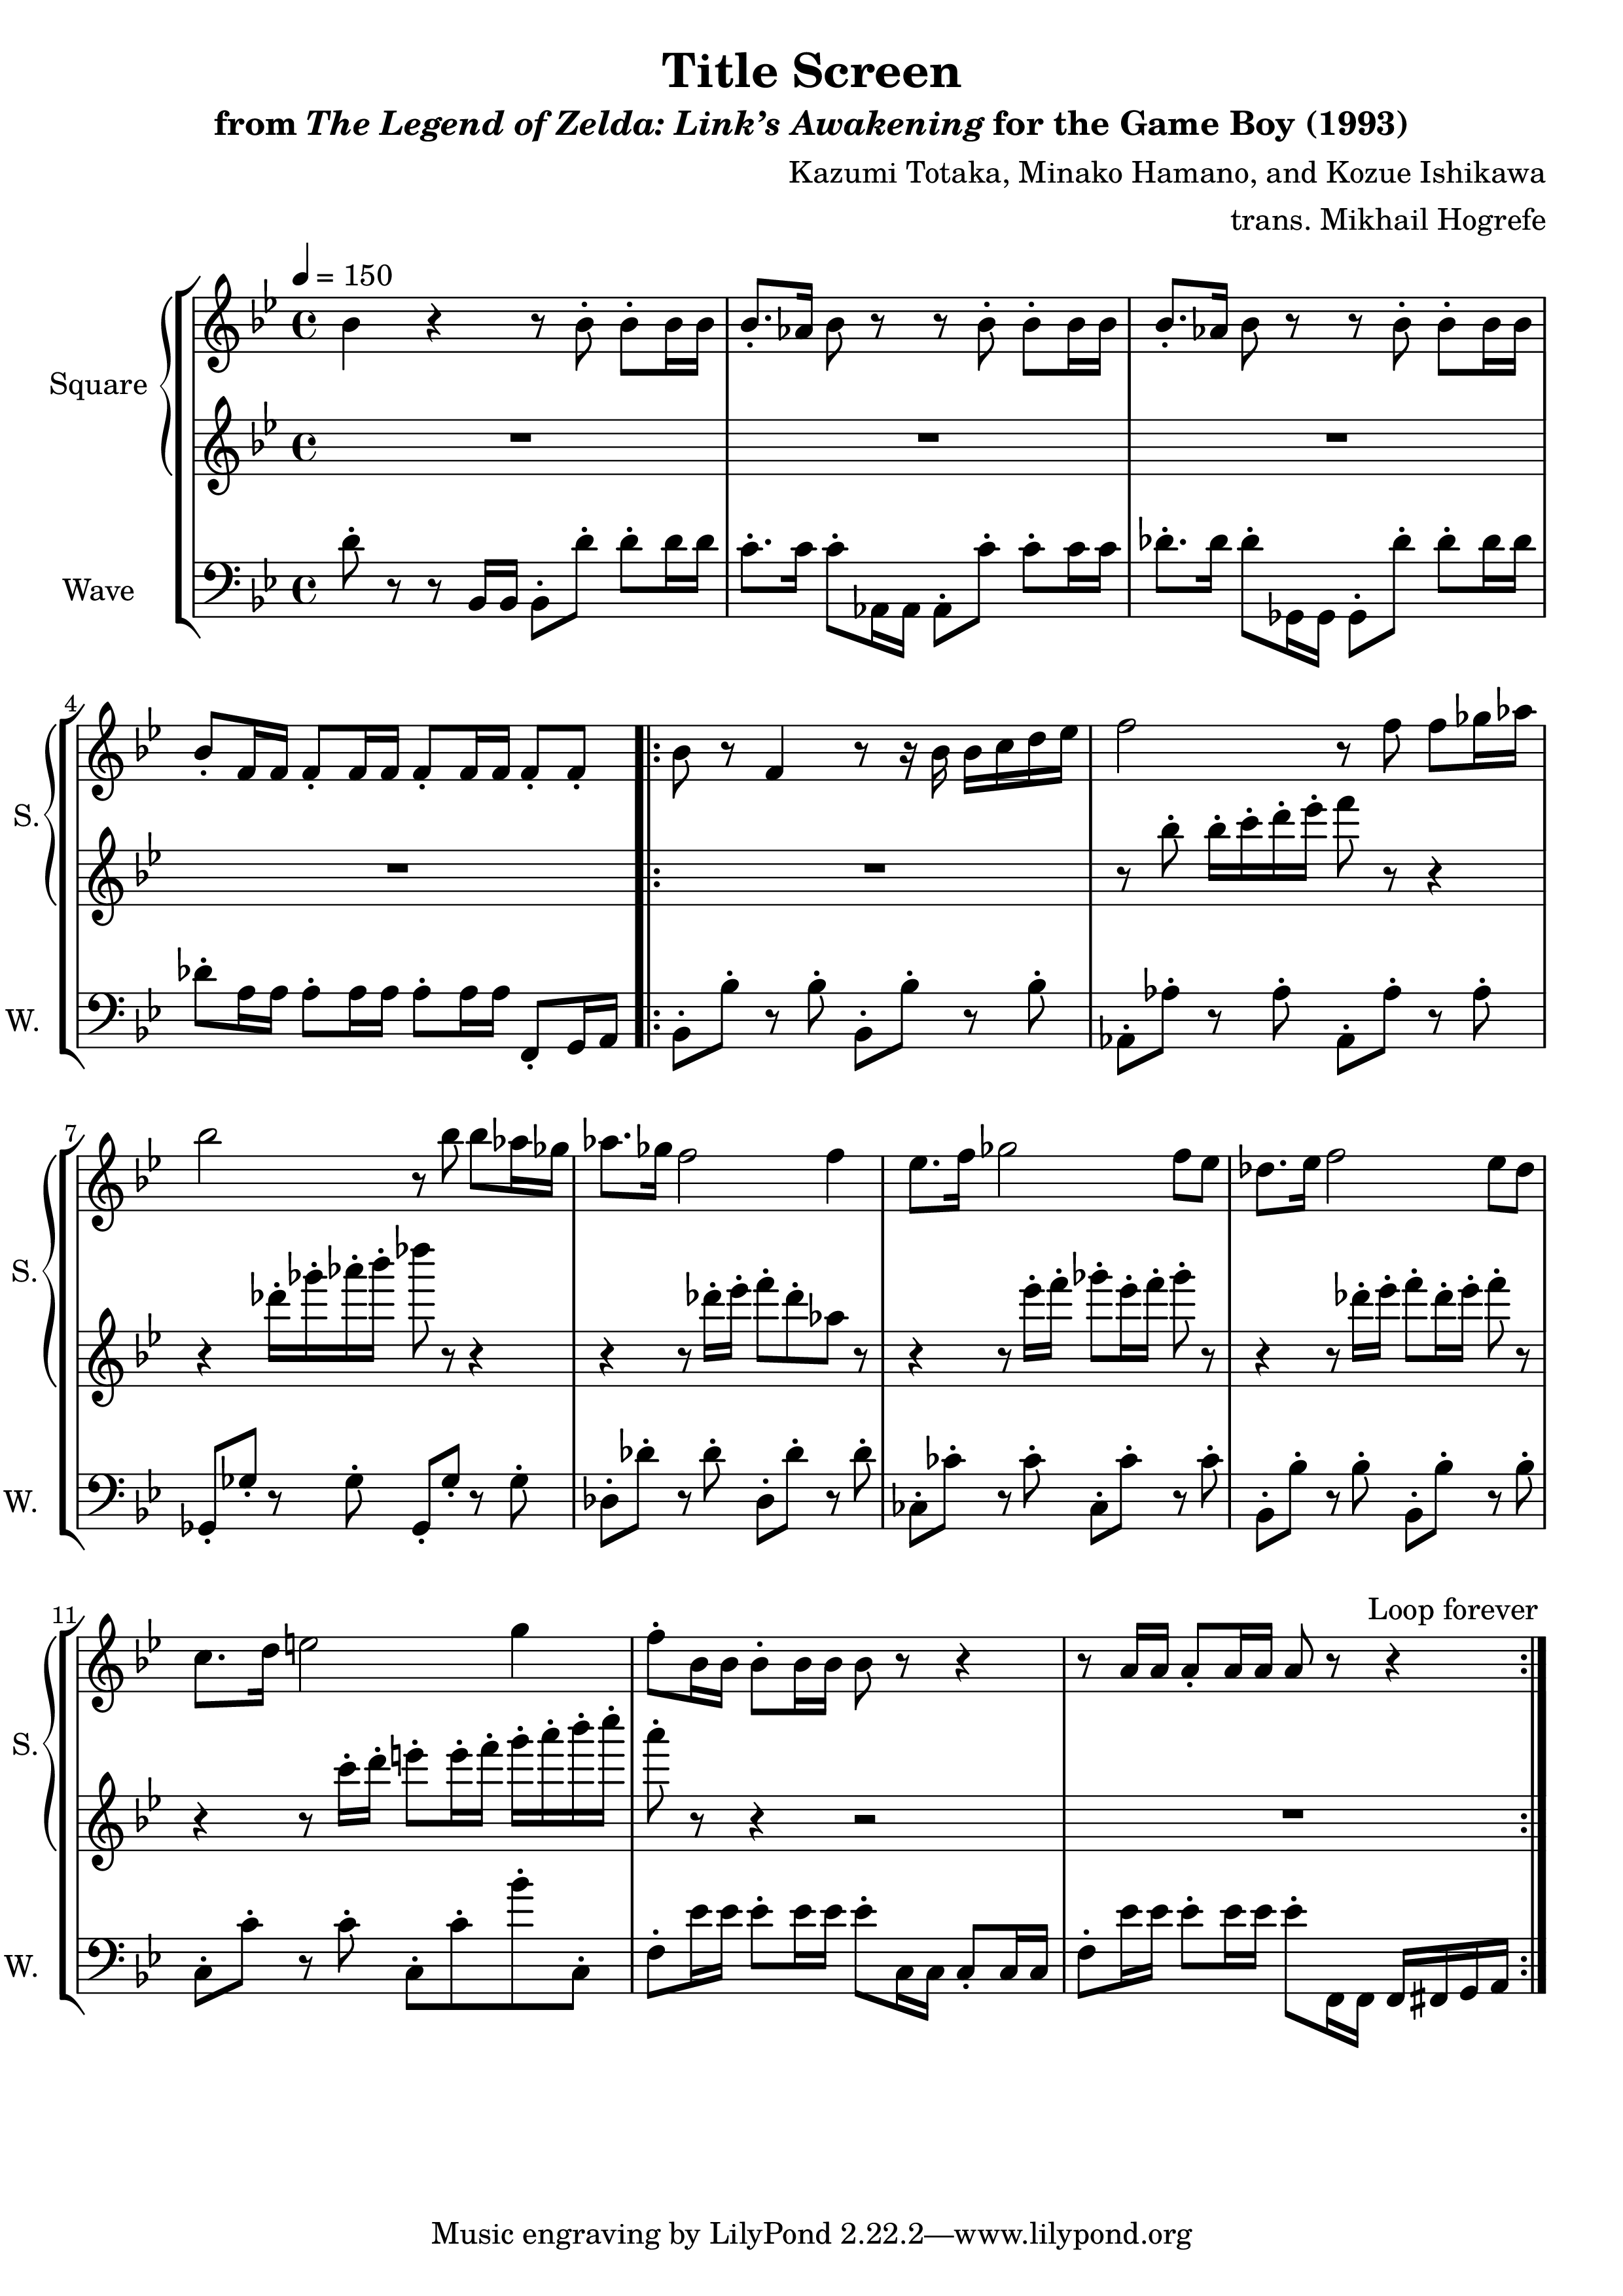 Title Screen
from The Legend of Zelda: Link’s Awakening for the Game Boy (1993)
Kazumi Totaka, Minako Hamano, and Kozue Ishikawa
trans. Mikhail Hogrefe
= 150
Square
Wave
4
S.
W.
7
S.
W.
11
Loop forever
S.
W.
Music engraving by LilyPond 2.22.2—www.lilypond.org